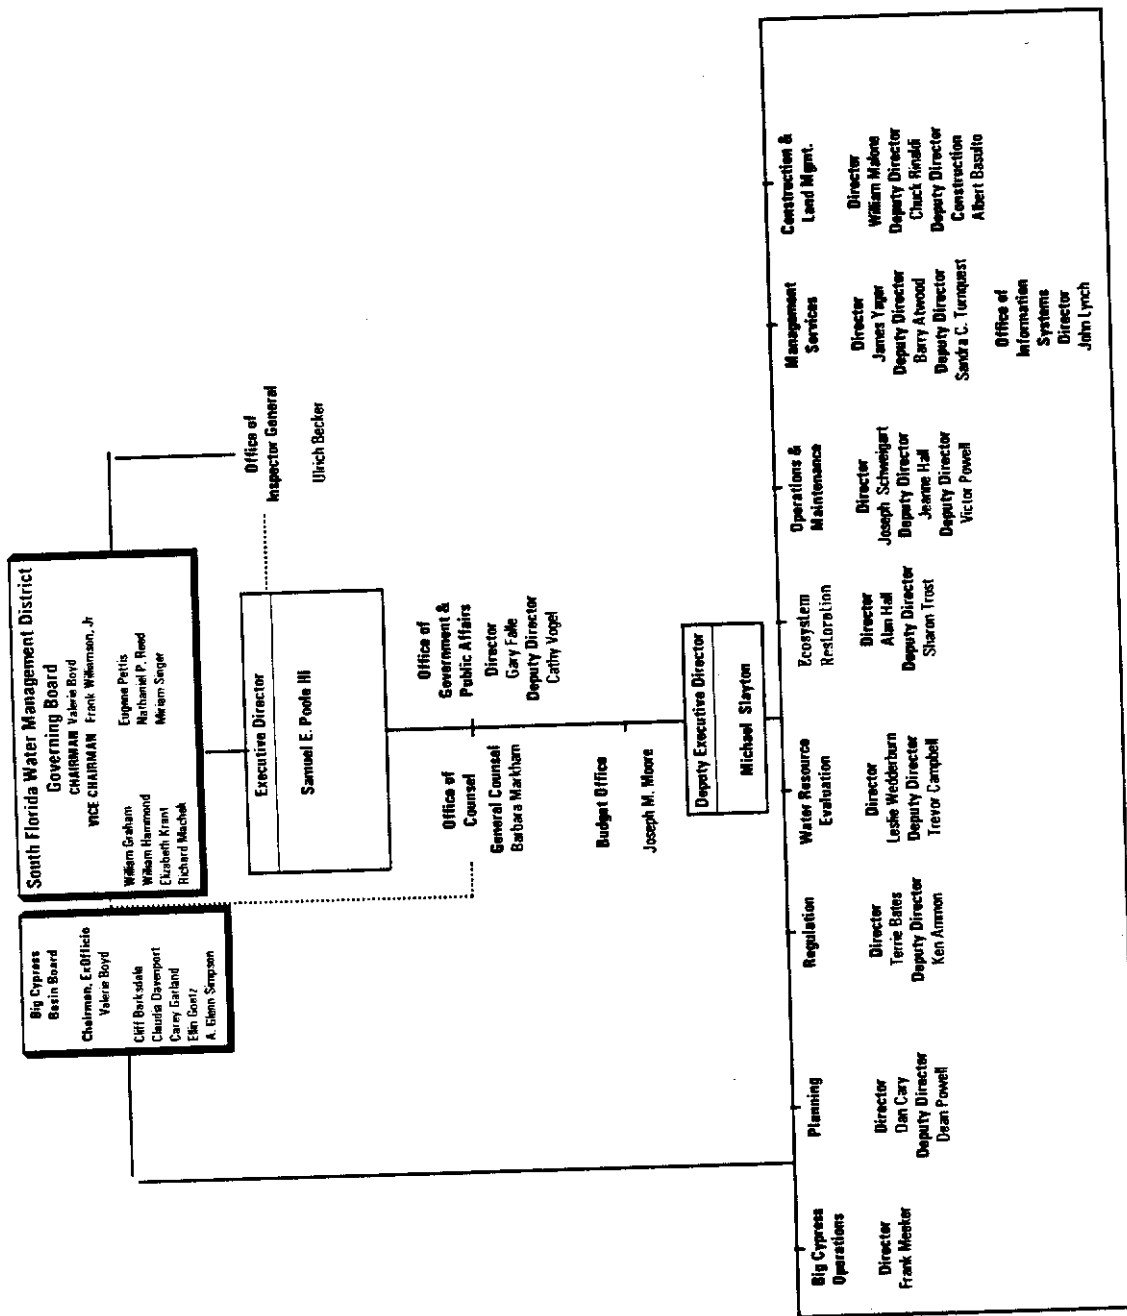 South Florida Water Management District
Governing Board
CHAIRMAN Valerie Boyd
VICE CHAIRMAN Frank Williamson, Jr
William Graham
William Hammond
Elizabeth Krant
Richard Machek
Eugene Pettis
Nathaniel P. Reed
Miriam Singer
Big Cypress
Basin Board
Chairman, ExOfficio
Valerie Boyd
Cliff Barksdale
Claudia Davenport
Carey Garland
Ellin Goetz
A. Glenn Simpson
Executive Director
Samuel E. Poole III
Office of
Inspector General
Ulrich Becker
Office of
Counsel
General Counsel
Barbara Markham
Office of
Government &
Public Affairs
Director
Gary Falle
Deputy Director
Cathy Vogel
Budget Office
Joseph M. Moore
Deputy Executive Director
Michael Slayton
Big Cypress
Operations
Director
Frank Meeker
Planning
Director
Dan Cary
Deputy Director
Dean Powell
Regulation
Director
Terrie Bates
Deputy Director
Ken Ammon
Water Resource
Evaluation
Director
Leslie Wedderburn
Deputy Director
Trevor Campbell
Ecosystem
Restoration
Director
Alan Hall
Deputy Director
Sharon Trost
Operations &
Maintenance
Director
Joseph Schweigart
Deputy Director
Jeanne Hall
Deputy Director
Victor Powell
Management
Services
Director
James Yager
Deputy Director
Barry Atwood
Deputy Director
Sandra C. Turnquest
Office of
Information
Systems
Director
John Lynch
Construction &
Land Mgmt.
Director
William Malone
Deputy Director
Chuck Rinaldi
Deputy Director
Construction
Albert Basulto